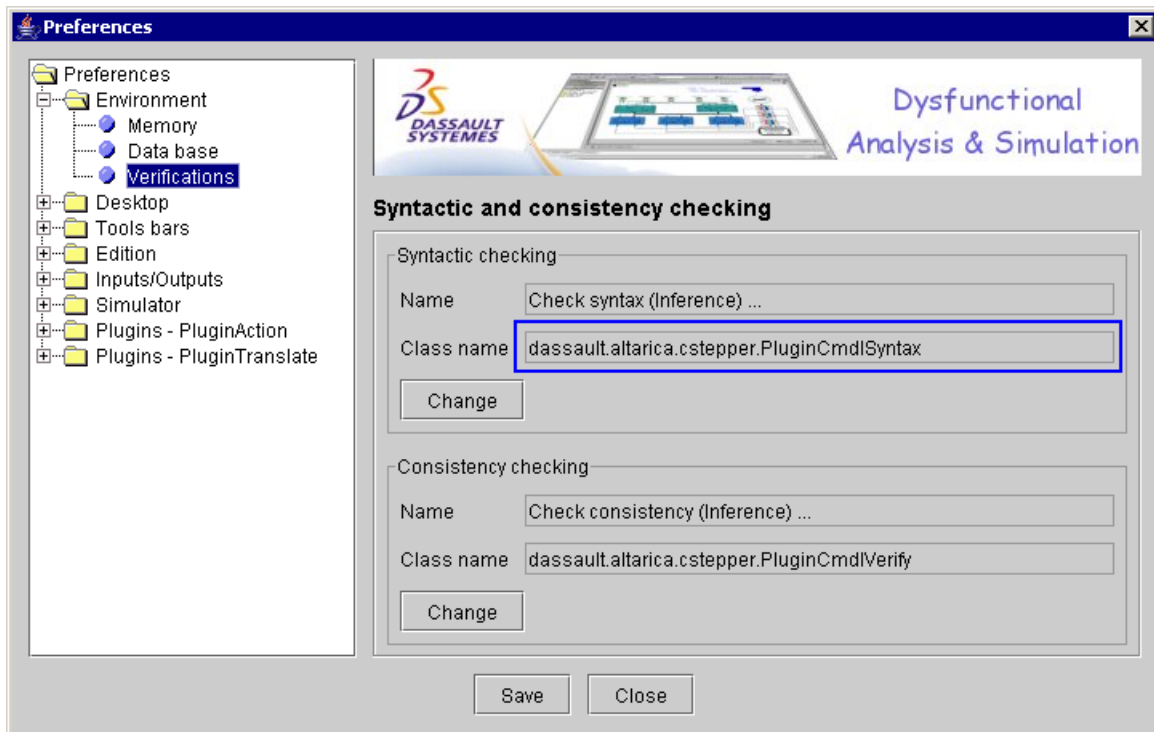 Preferences
Preferences
Environment
Memory
Data base
Verifications
Desktop
Tools bars
Edition
Inputs/Outputs
Simulator
Plugins - PluginAction
Plugins - PluginTranslate
DASSAULT
SYSTEMES
Dysfunctional
Analysis & Simulation
Syntactic and consistency checking
Syntactic checking
Name Check syntax (Inference) ...
Class name dassault.altarica.cstepper.PluginCmdlSyntax
Change
Consistency checking
Name Check consistency (Inference) ...
Class name dassault.altarica.cstepper.PluginCmdlVerify
Change
Save Close